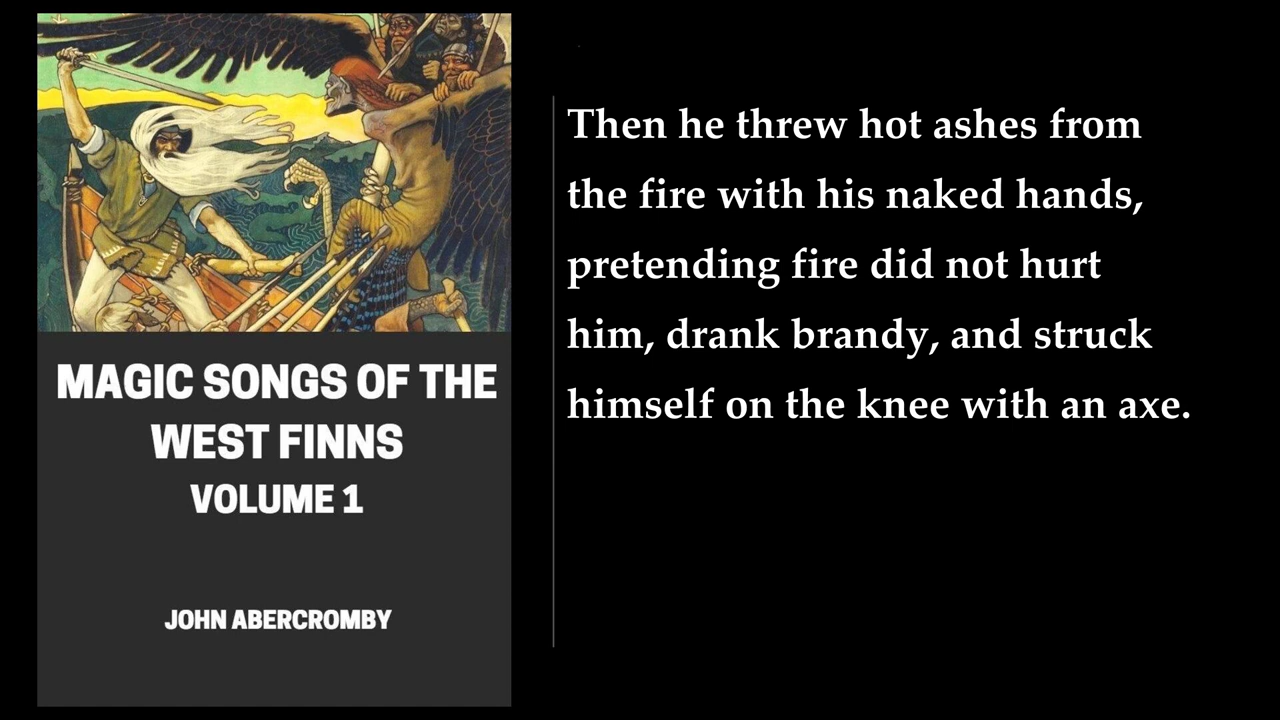 MAGIC SONGS OF THE
WEST FINNS
VOLUME 1
JOHN ABERCROMBY
Then he threw hot ashes from
the fire with his naked hands,
pretending fire did not hurt
him, drank brandy, and struck
himself on the knee with an axe.